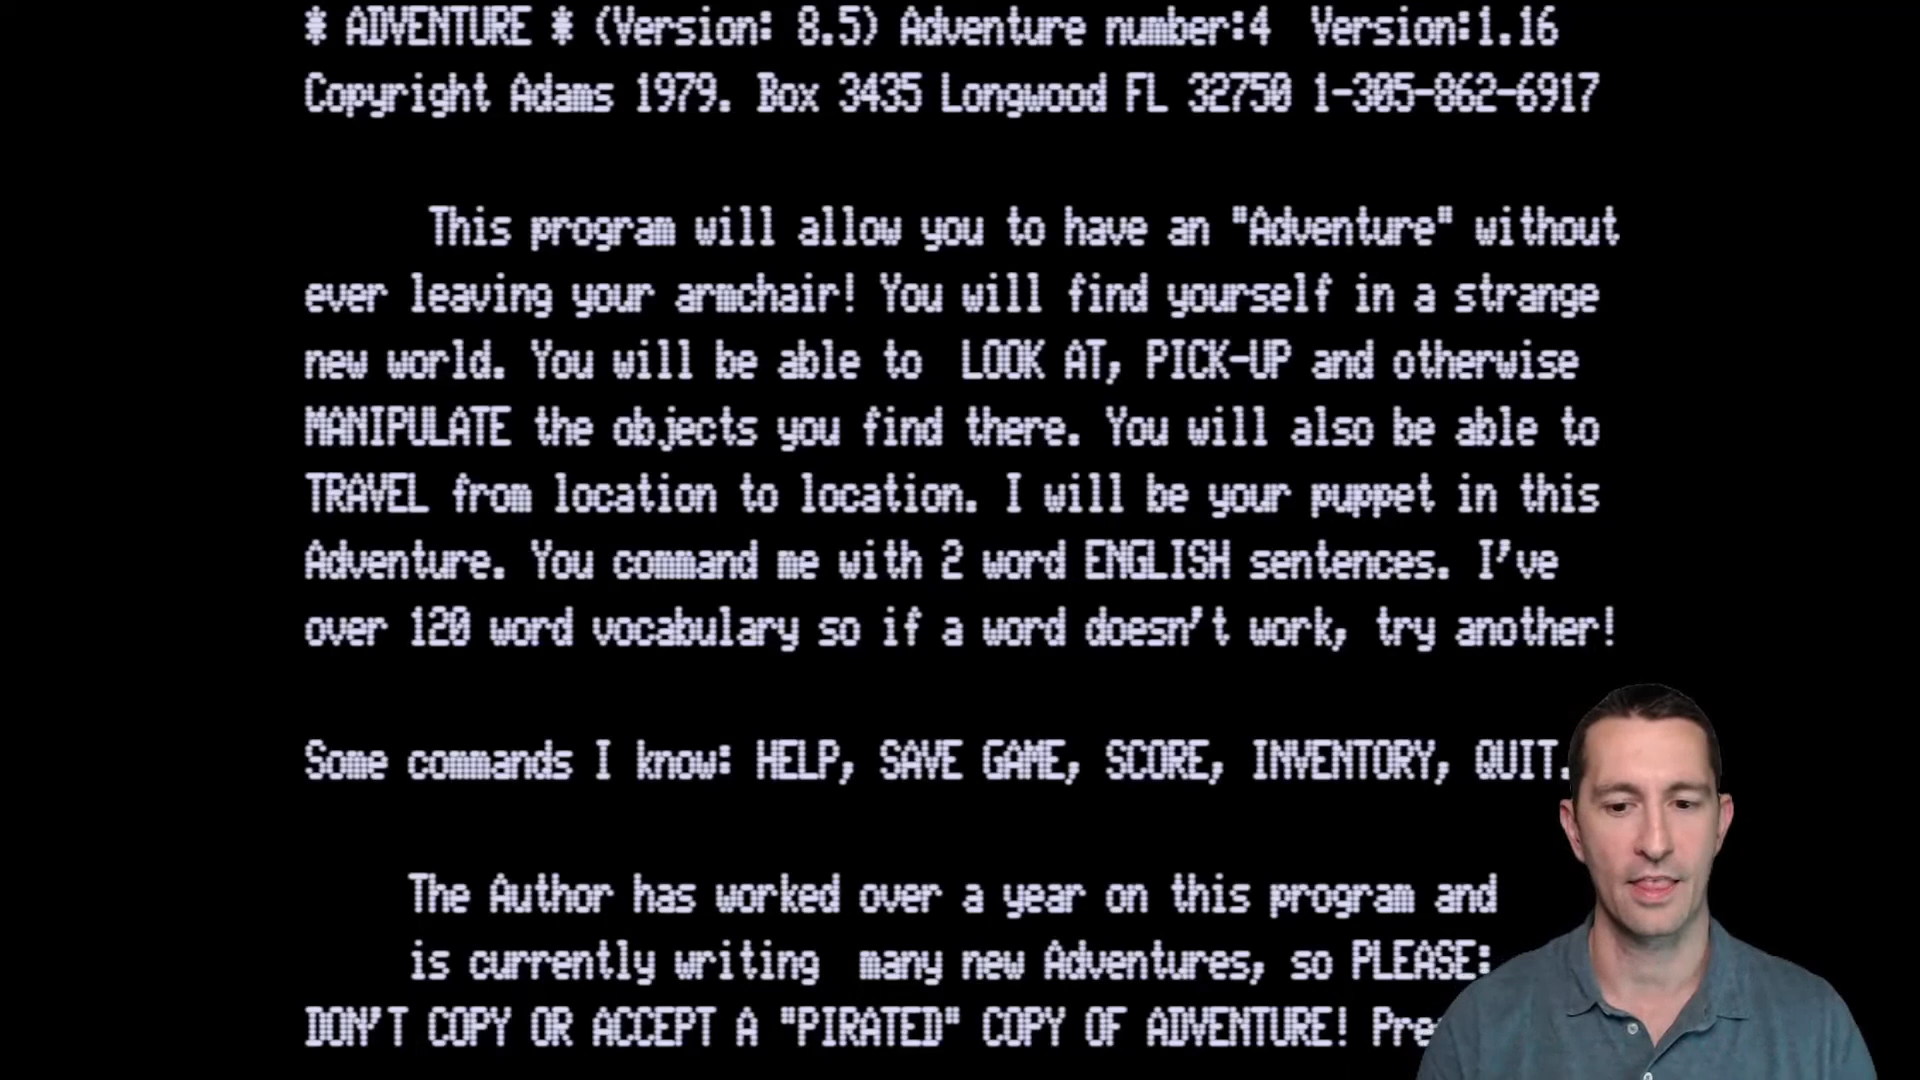 * ADVENTURE * (Version: 8.5) Adventure number:4  Version:1.16
Copyright Adams 1979. Box 3435 Longwood FL 32750 1-305-862-6917
This program will allow you to have an "Adventure" without
ever leaving your armchair! You will find yourself in a strange
new world. You will be able to  LOOK AT, PICK-UP and otherwise
MANIPULATE the objects you find there. You will also be able to
TRAVEL from location to location. I will be your puppet in this
Adventure. You command me with 2 word ENGLISH sentences. I've
over 120 word vocabulary so if a word doesn't work, try another!
Some commands I know: HELP, SAVE GAME, SCORE, INVENTORY, QUIT.
The Author has worked over a year on this program and
is currently writing  many new Adventures, so PLEASE:
DON'T COPY OR ACCEPT A "PIRATED" COPY OF ADVENTURE!